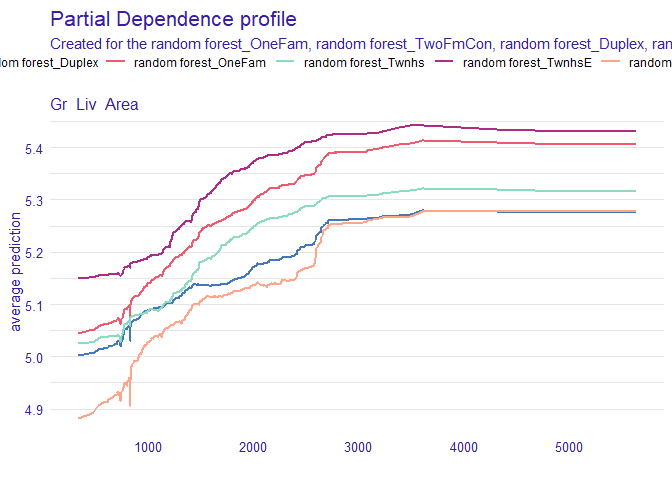 Partial Dependence profile
Created for the random forest_OneFam, random forest_TwoFmCon, random forest_Duplex, ran
dom forest_Duplex random forest_OneFam random forest_Twnhs random forest_TwnhsE random
Gr Liv Area
5.4
5.3
5.2
5.1
5.0
4.9
average prediction
1000 2000 3000 4000 5000